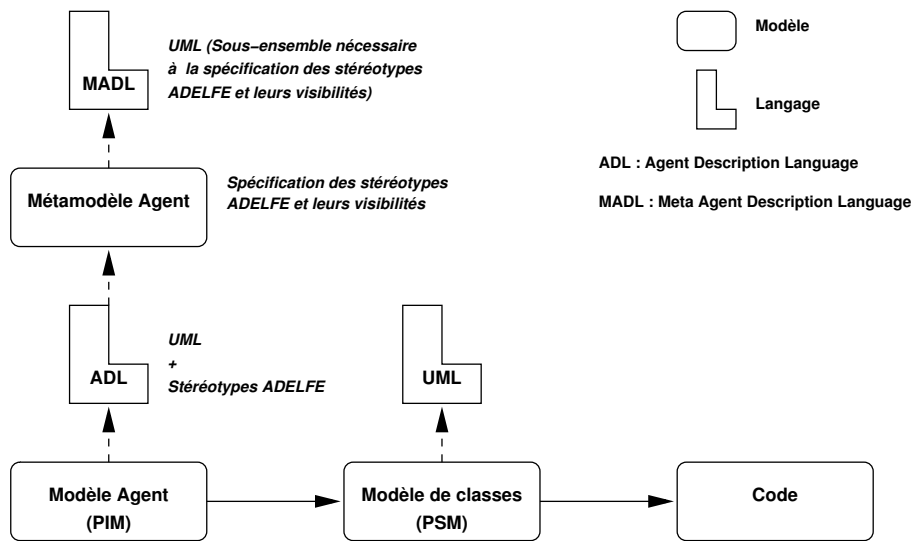 UML (Sous−ensemble nécessaire
à la spécification des stéréotypes
ADELFE et leurs visibilités)
MADL
Modèle
Langage
ADL : Agent Description Language
MADL : Meta Agent Description Language
Métamodèle Agent
Spécification des stéréotypes
ADELFE et leurs visibilités
ADL
UML
+
Stéréotypes ADELFE
UML
Modèle Agent
(PIM)
Modèle de classes
(PSM)
Code